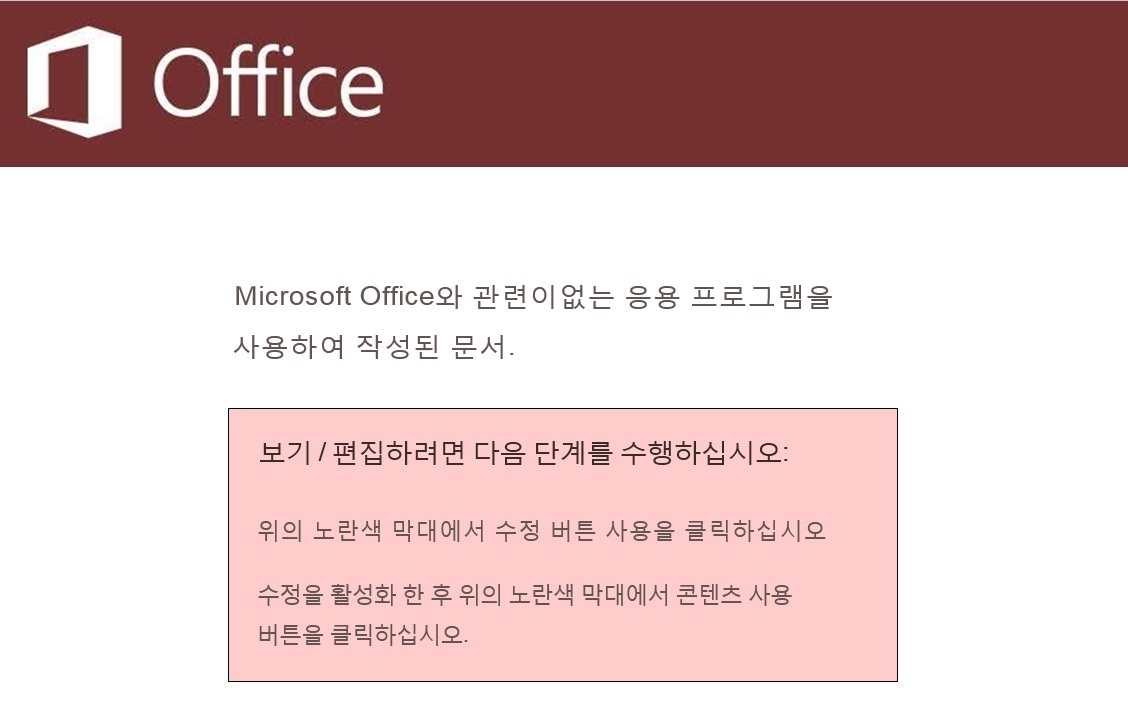 Office
Microsoft Office와 관련이없는 응용 프로그램을
사용하여 작성된 문서.
보기 / 편집하려면 다음 단계를 수행하십시오:
위의 노란색 막대에서 수정 버튼 사용을 클릭하십시오
수정을 활성화 한 후 위의 노란색 막대에서 콘텐츠 사용
버튼을 클릭하십시오.